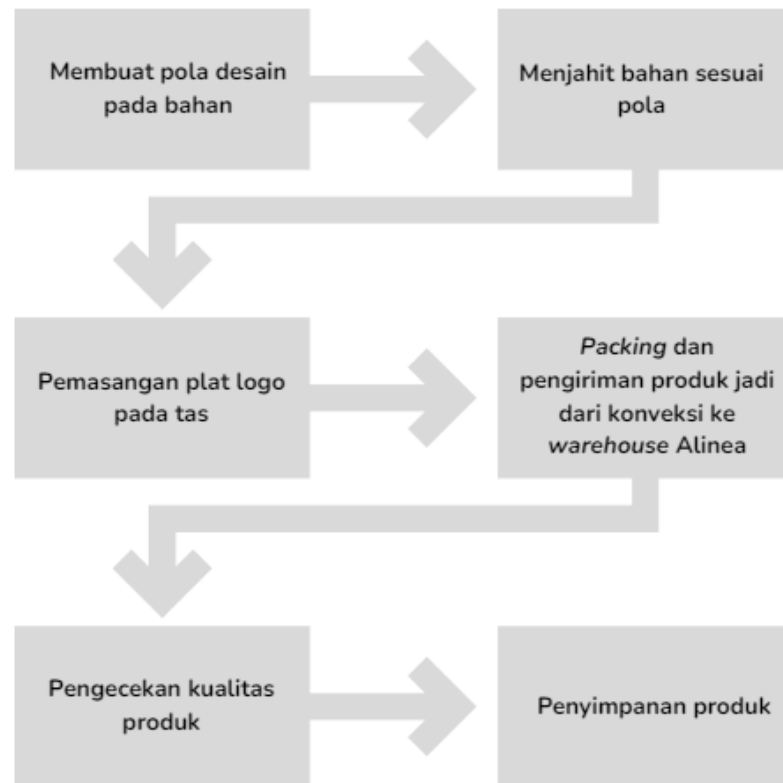 Membuat pola desain
pada bahan
Menjahit bahan sesuai
pola
Pemasangan plat logo
pada tas
Packing dan
pengiriman produk jadi
dari konveksi ke
warehouse Alinea
Pengecekan kualitas
produk
Penyimpanan produk